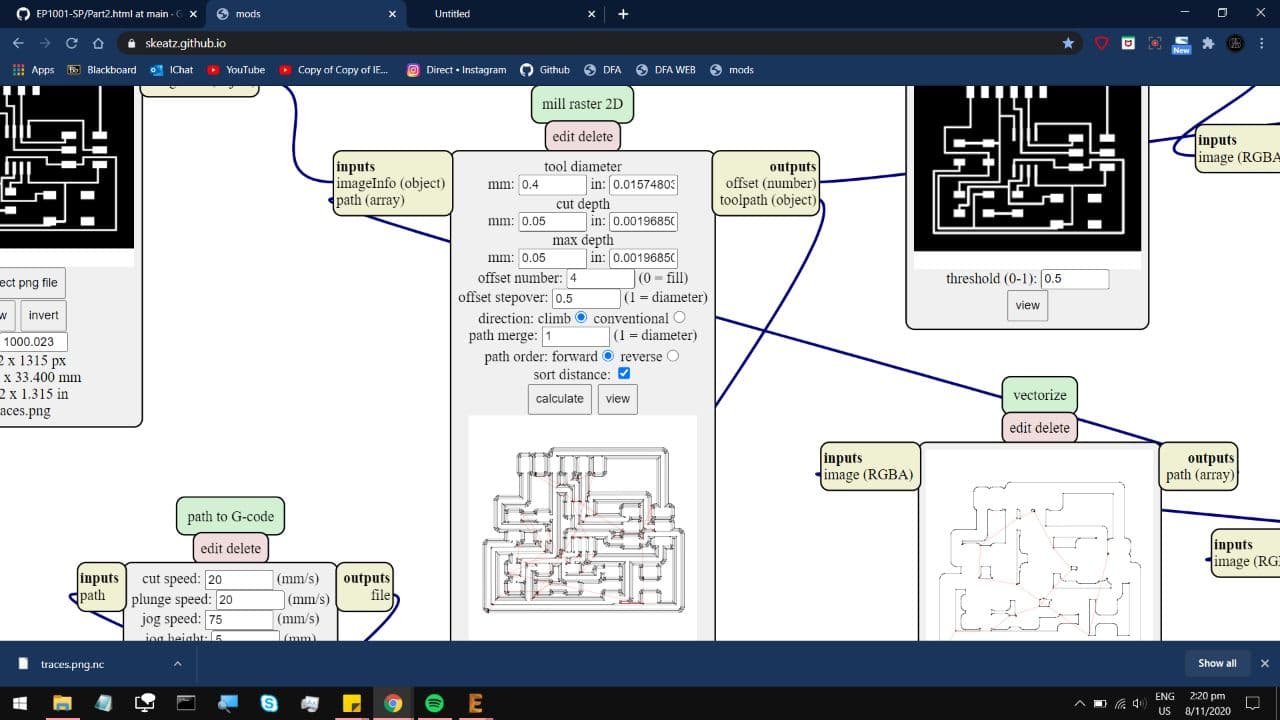 EP1001-SP/Part2.html at main · G
mods
Untitled
skeatz.github.io
New
Apps
Blackboard
IChat
YouTube
Copy of Copy of IE...
Direct • Instagram
Github
DFA
DFA WEB
mods
mill raster 2D
edit delete
inputs
imageInfo (object)
path (array)
tool diameter
mm: 0.4 in: 0.01574803
cut depth
mm: 0.05 in: 0.0019685(
max depth
mm: 0.05 in: 0.0019685(
offset number: 4 (0 = fill)
offset stepover: 0.5 (1 = diameter)
direction: climb conventional
path merge: 1 (1 = diameter)
path order: forward reverse
sort distance:
calculate view
outputs
offset (number)
toolpath (object)
ect png file
w invert
1000.023
2 x 1315 px
x 33.400 mm
2 x 1.315 in
aces.png
threshold (0-1): 0.5
view
inputs
image (RGBA
vectorize
edit delete
inputs
image (RGBA)
outputs
path (array)
inputs
image (RG
path to G-code
edit delete
inputs
path
cut speed: 20 (mm/s)
plunge speed: 20 (mm/s)
jog speed: 75 (mm/s)
jog height: 5 (mm)
outputs
file
traces.png.nc
Show all
ENG
US
2:20 pm
8/11/2020